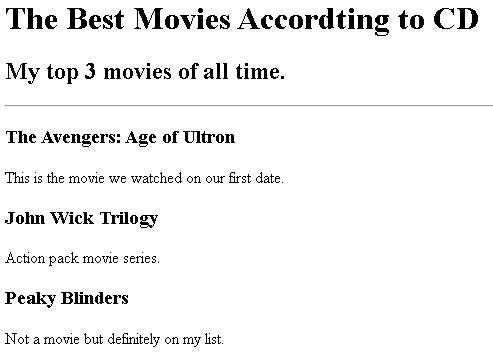 The Best Movies Accordting to CD
My top 3 movies of all time.
The Avengers: Age of Ultron
This is the movie we watched on our first date.
John Wick Trilogy
Action pack movie series.
Peaky Blinders
Not a movie but definitely on my list.